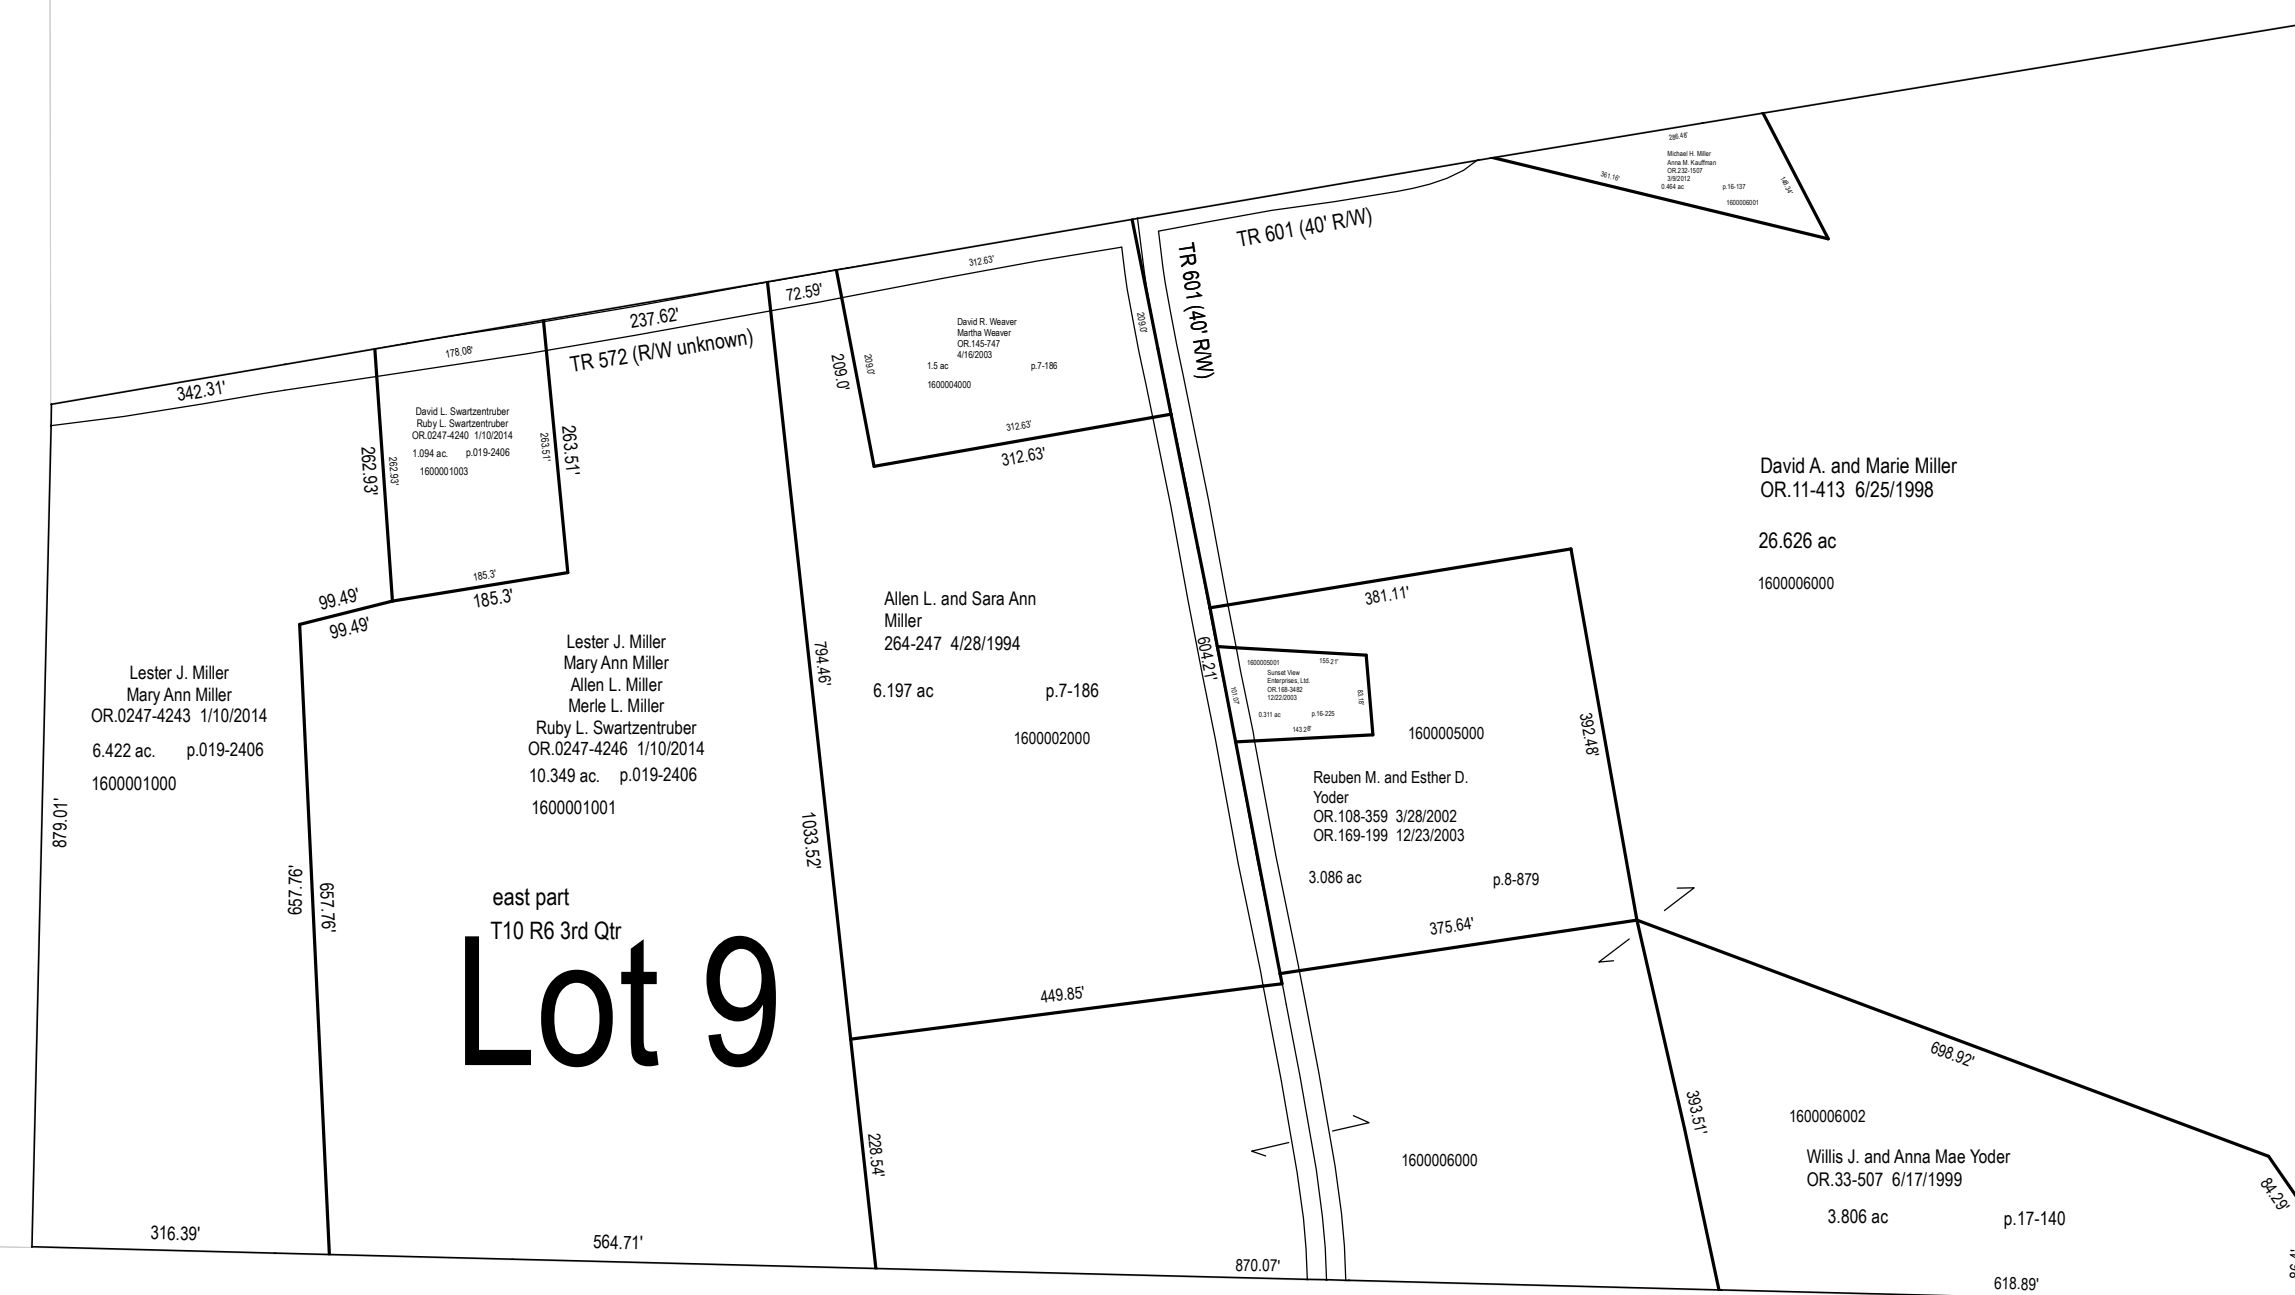 286.48'
Michael H. Miller
Anna M. Kauffman
OR.232-1507
3/9/2012
0.464 ac p.16-137
1600006001
361.16'
146.34'
TR 601 (40' R/W)
TR 601 (40' R/W)
312.63'
72.59'
237.62'
TR 572 (R/W unknown)
178.08'
342.31'
David R. Weaver
Martha Weaver
OR.145-747
4/16/2003
1.5 ac p.7-186
1600004000
209.0'
209.0'
209.0'
312.63'
312.63'
David L. Swartzentruber
Ruby L. Swartzentruber
OR.0247-4240 1/10/2014
1.094 ac. p.019-2406
1600001003
262.93'
262.93'
263.51'
263.51'
185.3'
185.3'
99.49'
99.49'
David A. and Marie Miller
OR.11-413 6/25/1998
26.626 ac
1600006000
Allen L. and Sara Ann
Miller
264-247 4/28/1994
6.197 ac p.7-186
1600002000
Lester J. Miller
Mary Ann Miller
Allen L. Miller
Merle L. Miller
Ruby L. Swartzentruber
OR.0247-4246 1/10/2014
10.349 ac. p.019-2406
1600001001
Lester J. Miller
Mary Ann Miller
OR.0247-4243 1/10/2014
6.422 ac. p.019-2406
1600001000
381.11'
604.21'
794.46'
1033.52'
1600005001 155.21'
Sunset View
Enterprises, Ltd.
OR.168-3482
12/22/2003
0.311 ac p.16-225
101.07'
83.18'
143.28'
1600005000
392.48'
Reuben M. and Esther D.
Yoder
OR.108-359 3/28/2002
OR.169-199 12/23/2003
3.086 ac p.8-879
375.64'
879.01'
657.76'
657.76'
east part
T10 R6 3rd Qtr
Lot 9
449.85'
698.92'
393.51'
228.54'
1600006000
1600006002
Willis J. and Anna Mae Yoder
OR.33-507 6/17/1999
3.806 ac p.17-140
84.29'
316.39'
564.71'
870.07'
618.89'